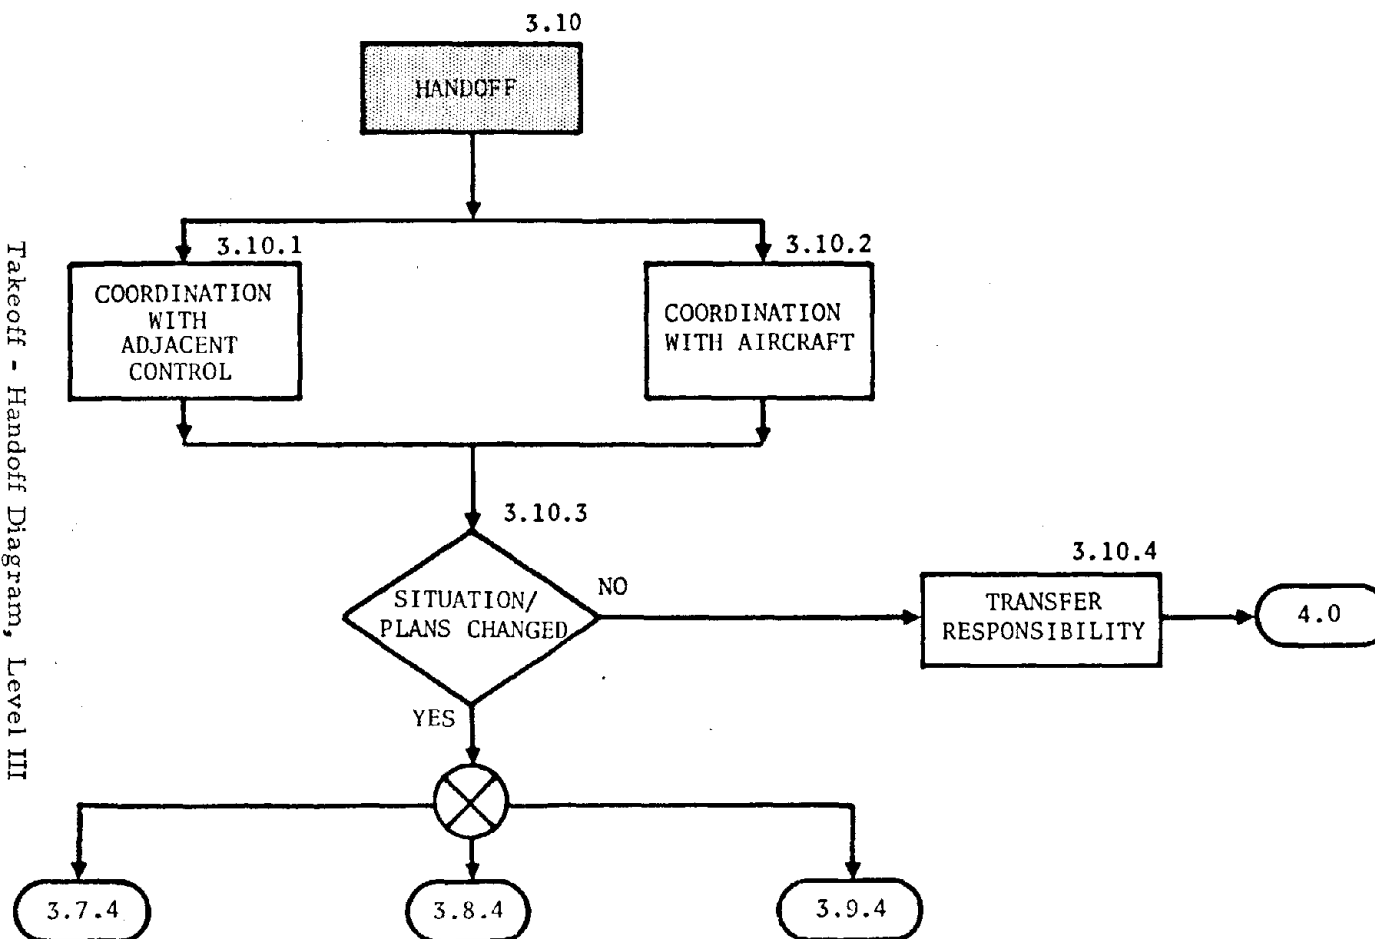 3.10
HANDOFF
3.10.1
COORDINATION
WITH
ADJACENT
CONTROL
3.10.2
COORDINATION
WITH AIRCRAFT
3.10.3
SITUATION/
PLANS CHANGED
NO
YES
3.10.4
TRANSFER
RESPONSIBILITY
4.0
3.7.4
3.8.4
3.9.4
Takeoff - Handoff Diagram, Level III